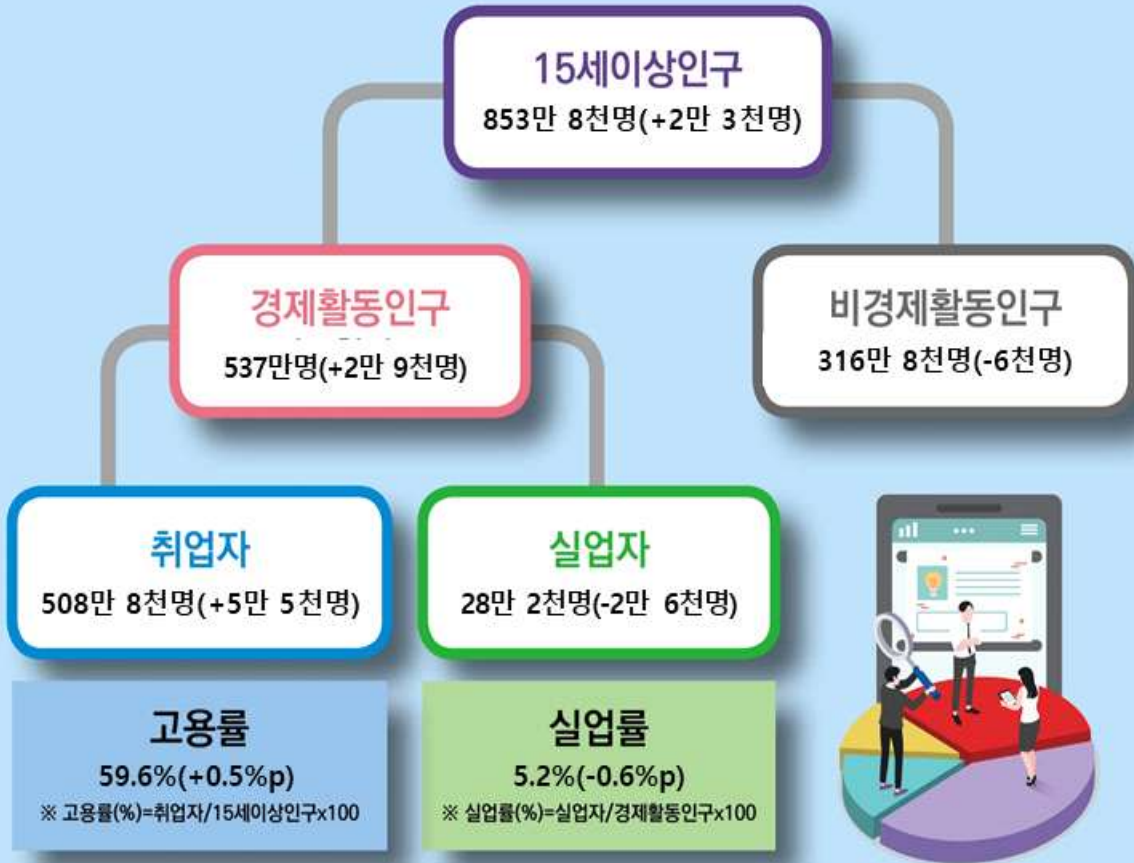 15세이상인구
853만 8천명(+2만 3천명)
경제활동인구
537만명(+2만 9천명)
비경제활동인구
316만 8천명(-6천명)
취업자
508만 8천명(+5만 5천명)
실업자
28만 2천명(-2만 6천명)
고용률
59.6%(+0.5%p)
※ 고용률(%)=취업자/15세이상인구x100
실업률
5.2%(-0.6%p)
※ 실업률(%)=실업자/경제활동인구x100